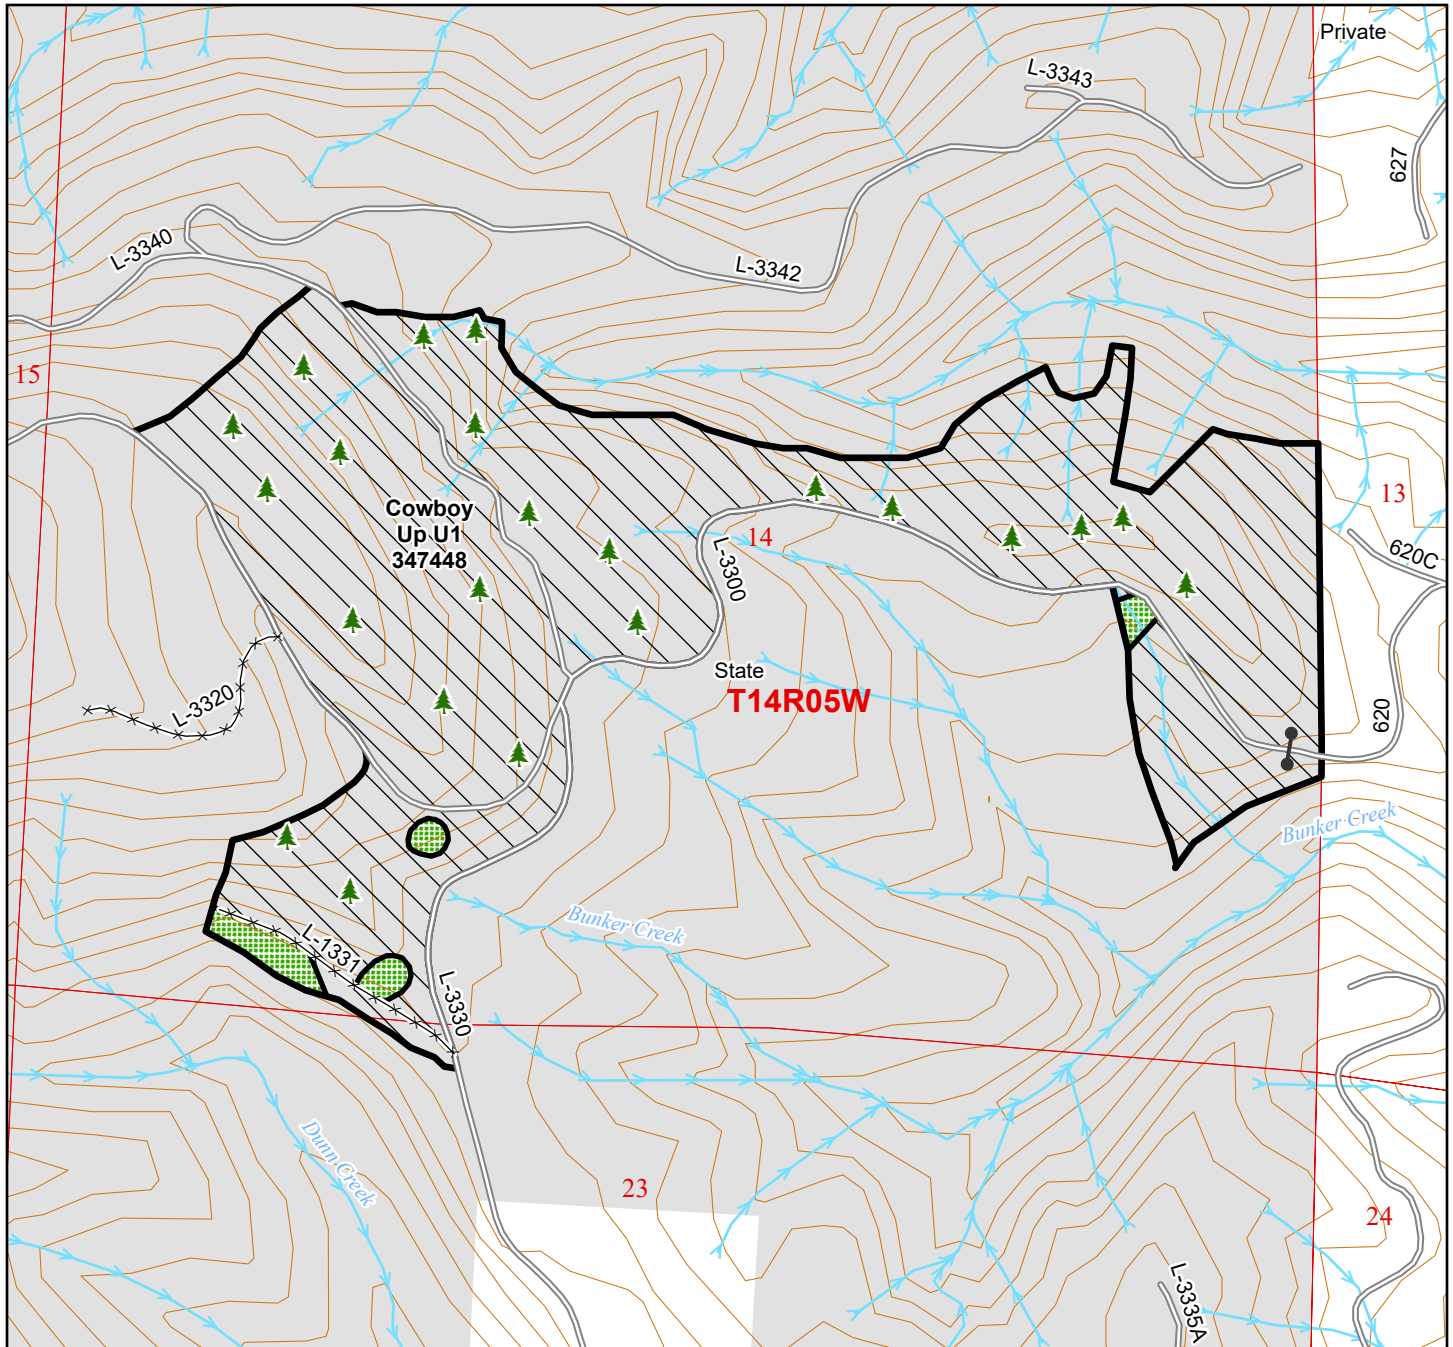 Private
L-3343
627
L-3340
L-3342
15
13
Cowboy
Up U1
347448
14
620C
L-3300
State
T14R05W
L-3320
620
Bunker Creek
Bunker Creek
L-1331
L-3330
Dunn Creek
23
24
L-3335A